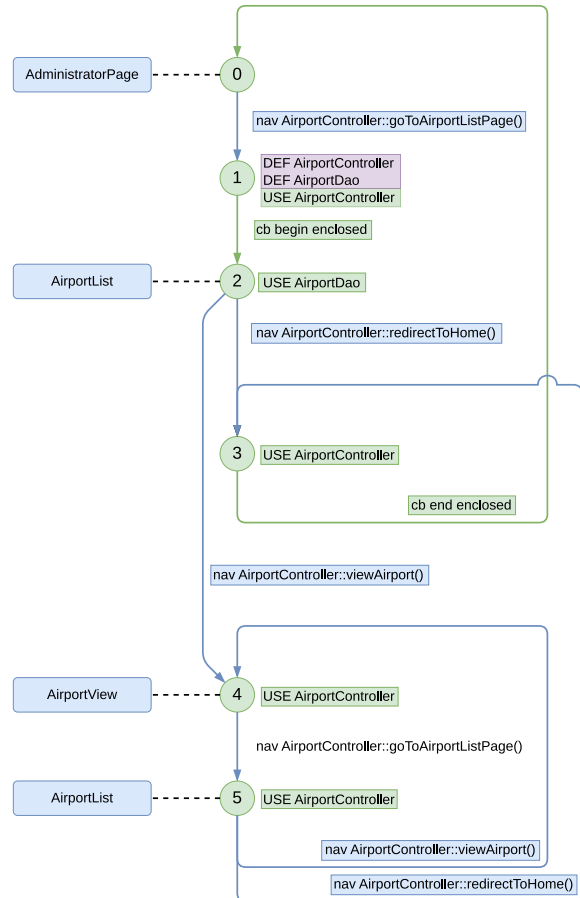 AdministratorPage
0
nav AirportController::goToAirportListPage()
1
DEF AirportController
DEF AirportDao
USE AirportController
cb begin enclosed
AirportList
2
USE AirportDao
nav AirportController::redirectToHome()
3
USE AirportController
cb end enclosed
nav AirportController::viewAirport()
AirportView
4
USE AirportController
nav AirportController::goToAirportListPage()
AirportList
5
USE AirportController
nav AirportController::viewAirport()
nav AirportController::redirectToHome()